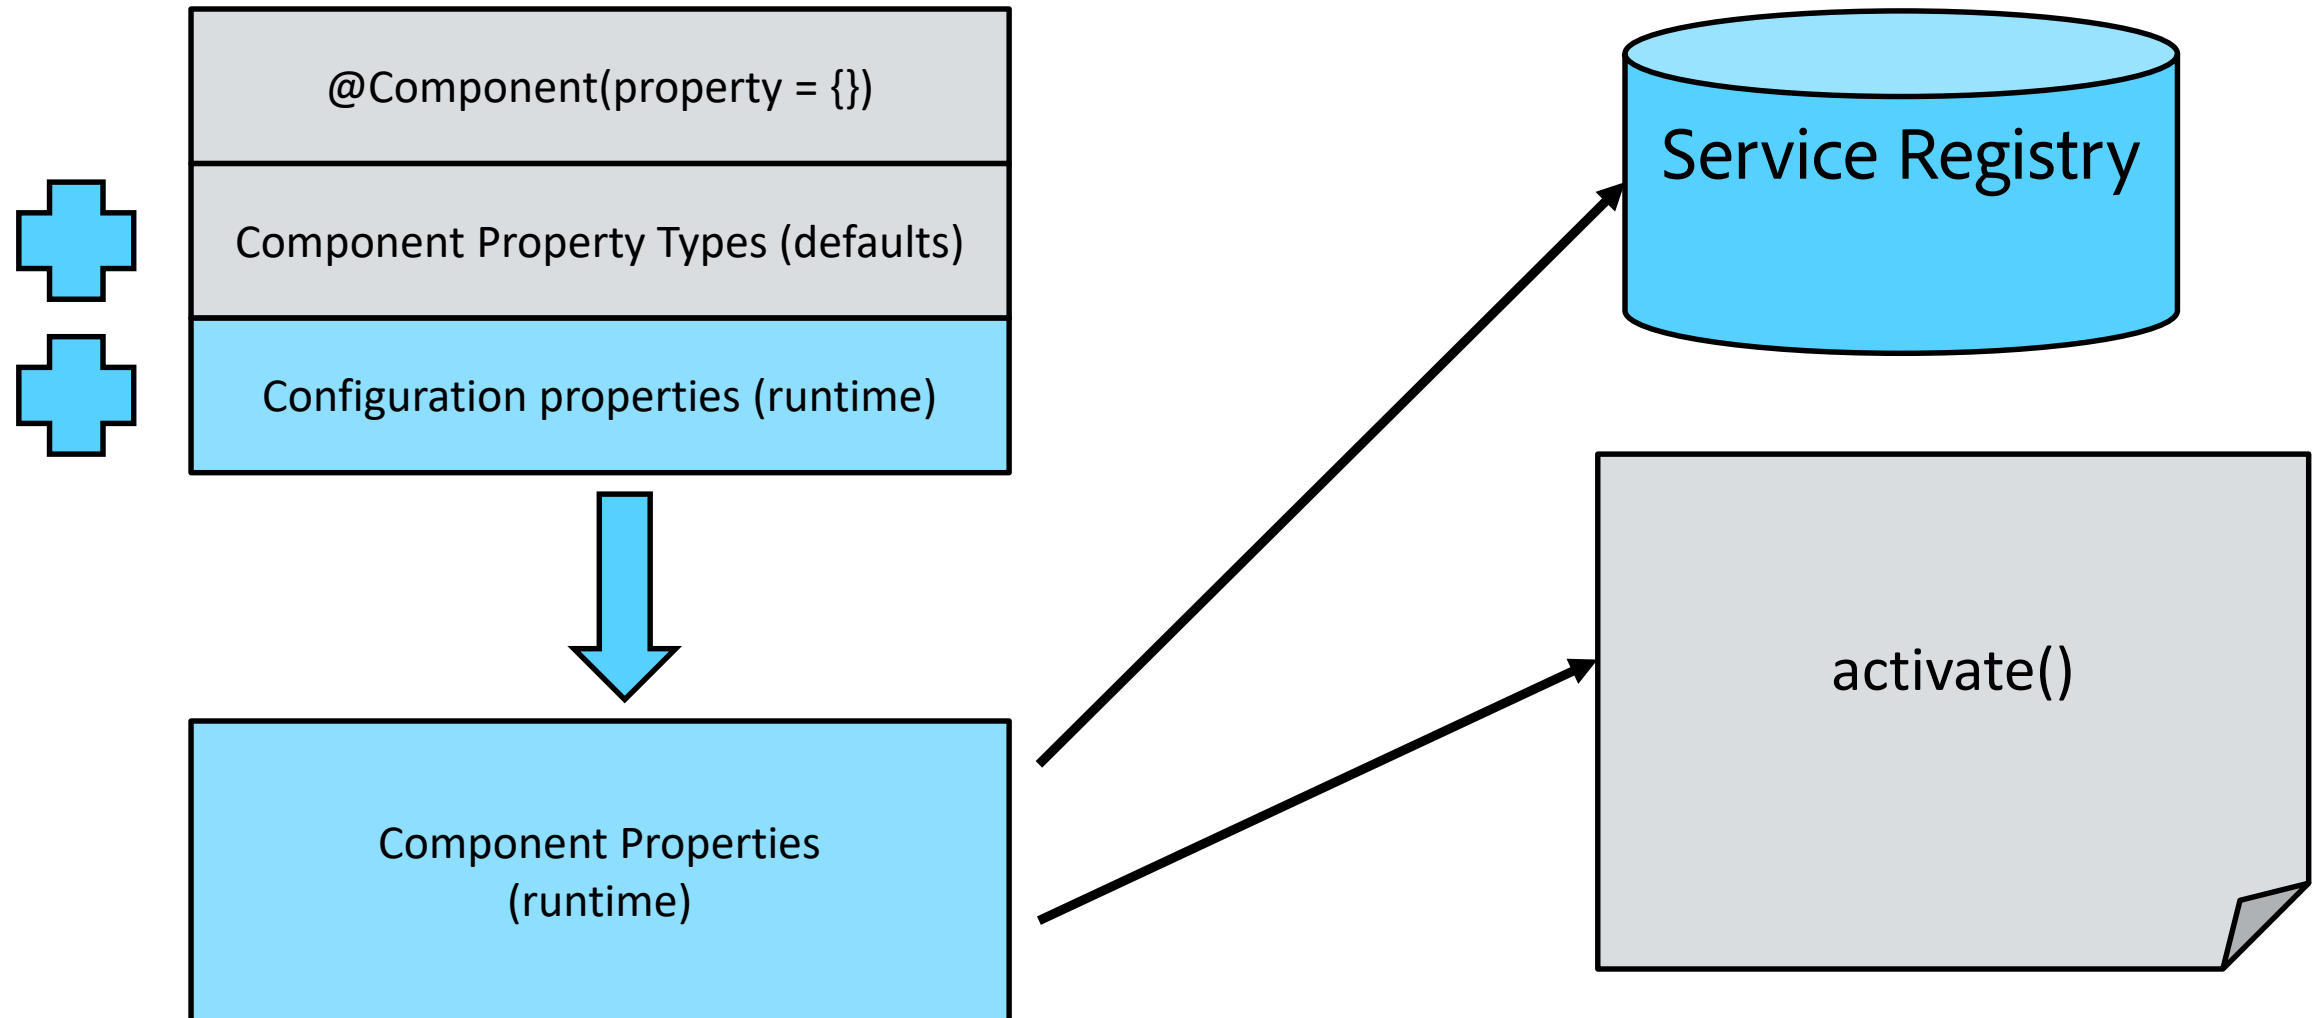 @Component(property = {})
Component Property Types (defaults)
Configuration properties (runtime)
Component Properties
(runtime)
Service Registry
activate()